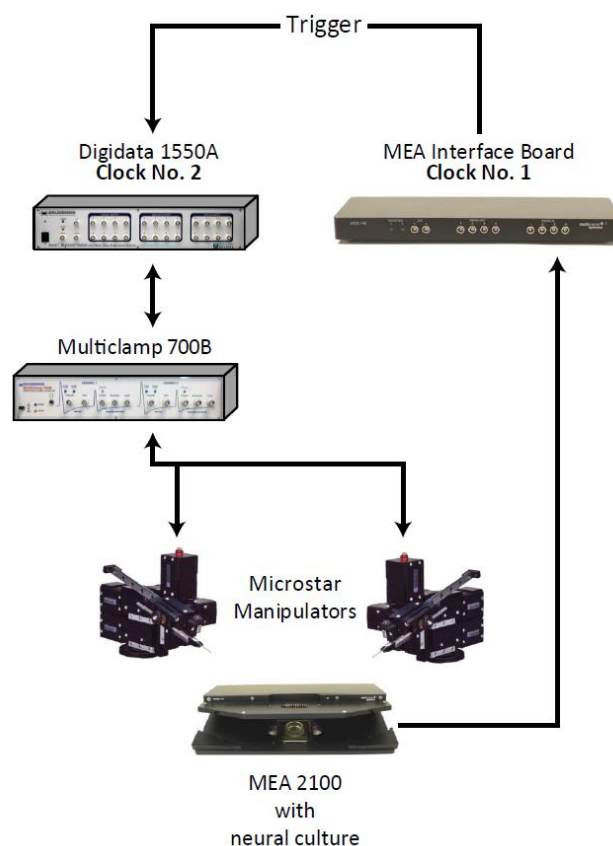 Trigger
Digidata 1550A
Clock No. 2
MEA Interface Board
Clock No. 1
Multiclamp 700B
Microstar
Manipulators
MEA 2100
with
neural culture